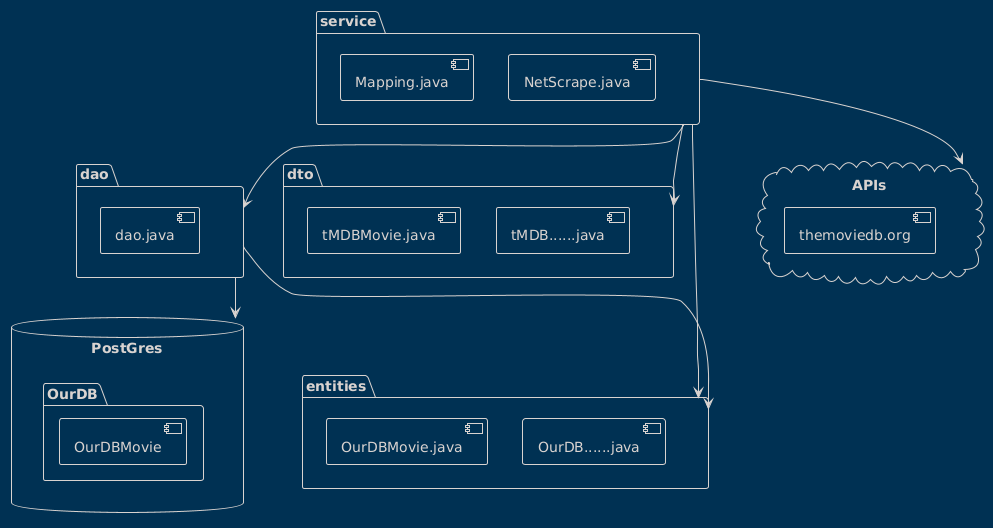 service
Mapping.java
NetScrape.java
dao
dao.java
dto
tMDBMovie.java
tMDB......java
APIs
themoviedb.org
PostGres
OurDB
OurDBMovie
entities
OurDBMovie.java
OurDB......java